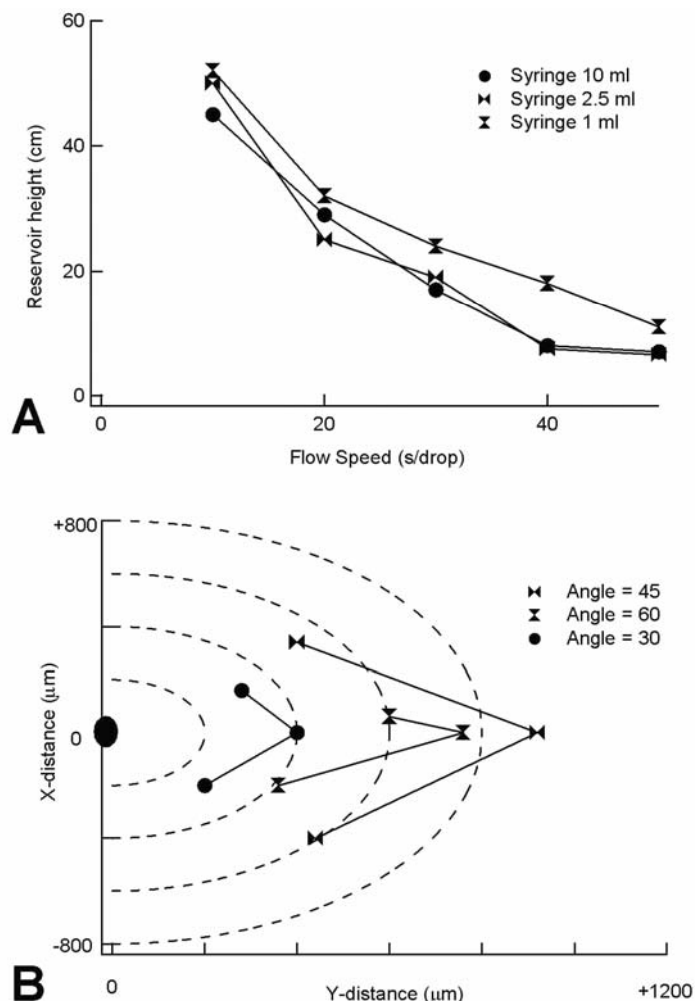 60
Syringe 10 ml
Syringe 2.5 ml
Syringe 1 ml
40
Reservoir height (cm)
20
0
A
0 20 40
Flow Speed (s/drop)
+800
Angle = 45
Angle = 60
Angle = 30
X-distance (μm)
0
-800
B
0 Y-distance (μm) +1200